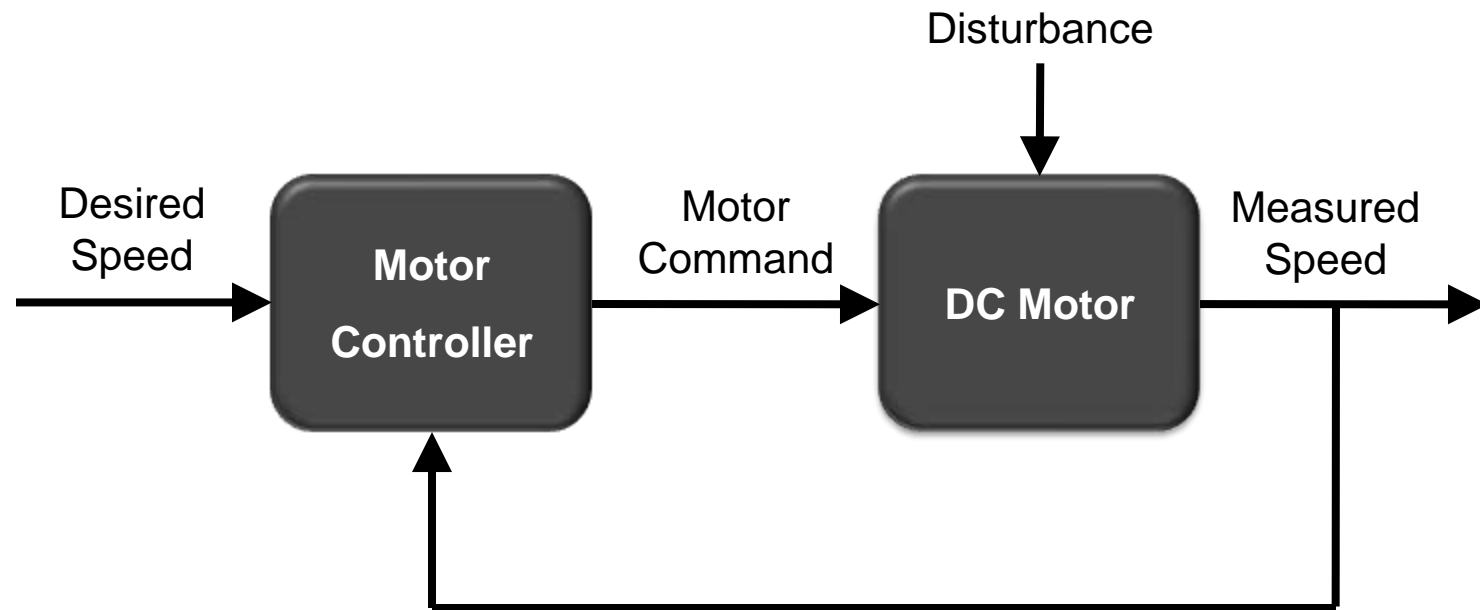 Disturbance
Desired
Speed
Motor
Controller
Motor
Command
DC Motor
Measured
Speed